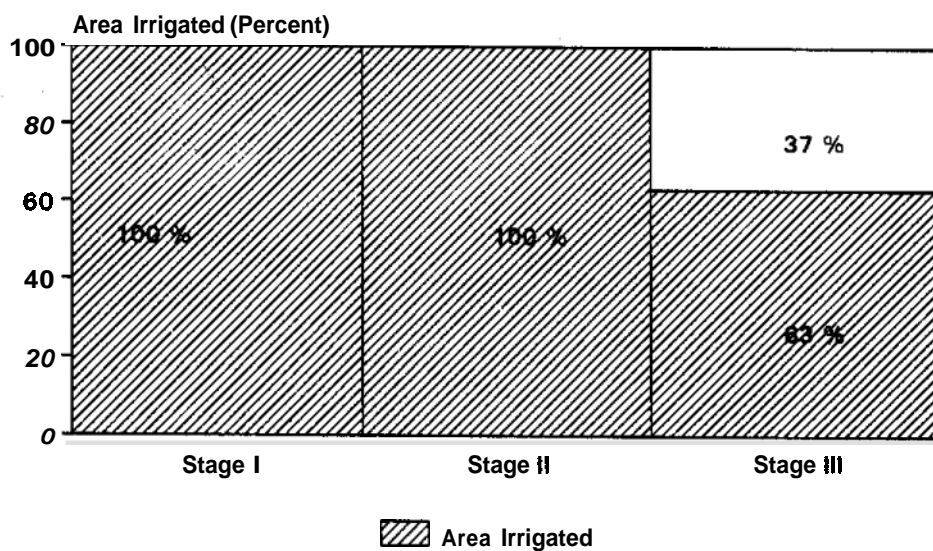 Area Irrigated (Percent)
100
80
60
40
20
0
37 %
100 %
100 %
63 %
Stage I
Stage II
Stage III
Area Irrigated